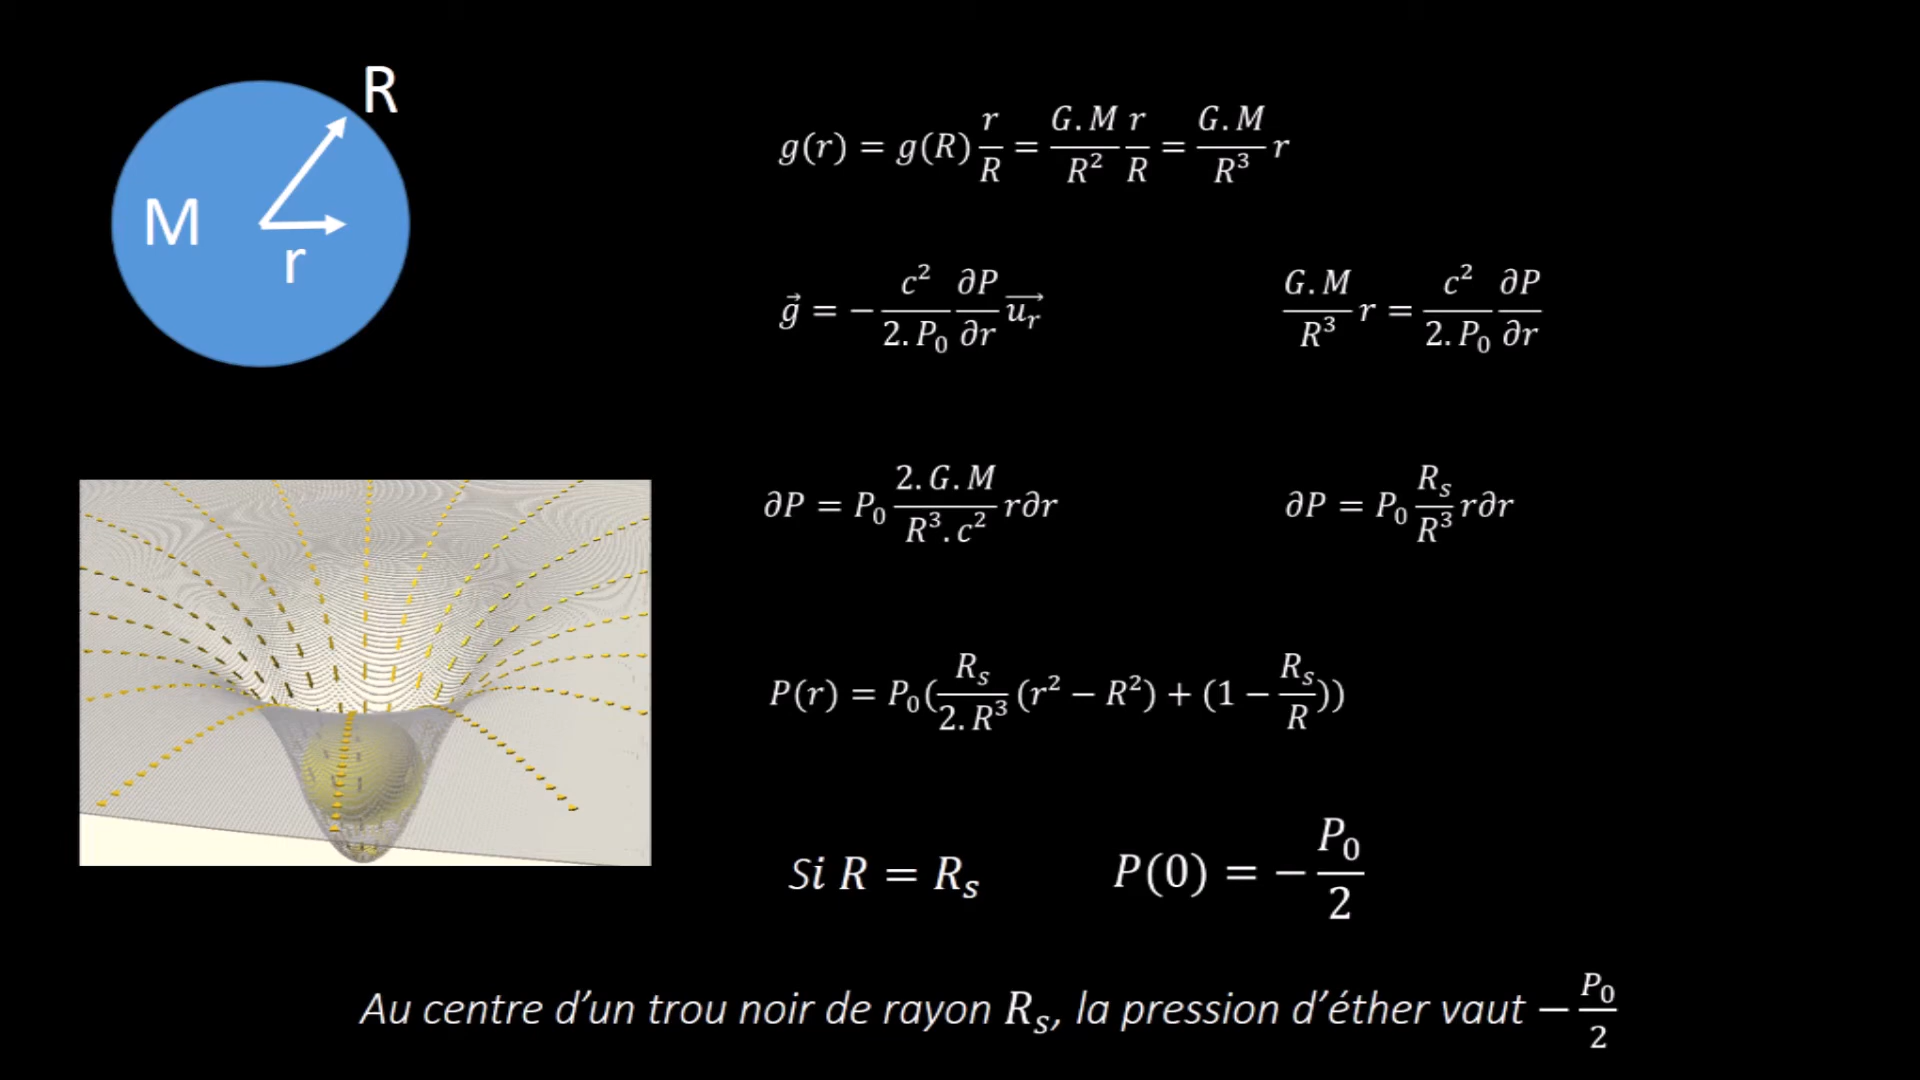 R
M
r
g(r) = g(R) r/R = G.M/R² r/R = G.M/R³ r
g⃗ = − c²/2.P₀ ∂P/∂r u⃗ᵣ
G.M/R³ r = c²/2.P₀ ∂P/∂r
∂P = P₀ 2.G.M/R³.c² r∂r
∂P = P₀ Rₛ/R³ r∂r
P(r) = P₀(Rₛ/2.R³ (r² − R²) + (1 − Rₛ/R))
Si R = Rₛ
P(0) = − P₀/2
Au centre d’un trou noir de rayon Rₛ, la pression d’éther vaut − P₀/2